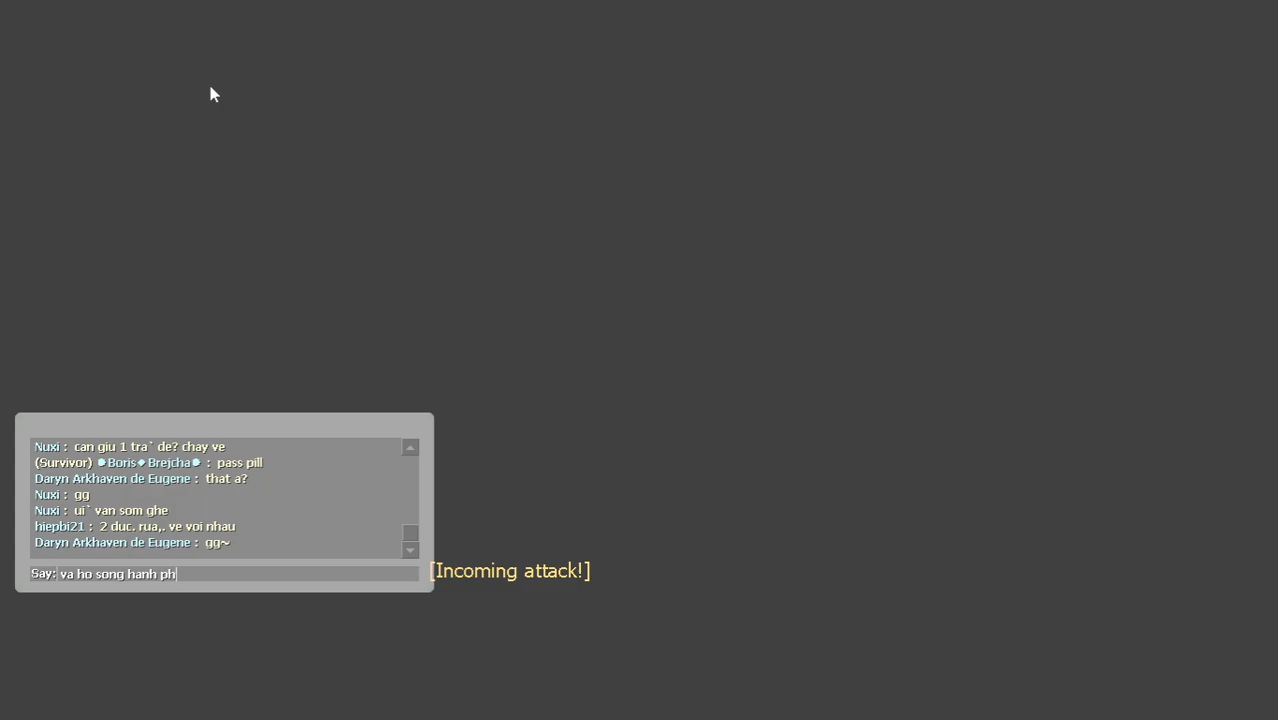 Nuxi : can giu 1 tra` de? chay ve
(Survivor) ●Boris◆Brejcha● : pass pill
Daryn Arkhaven de Eugene : that a?
Nuxi : gg
Nuxi : ui` van som ghe
hiepbi21 : 2 duc. rua,. ve voi nhau
Daryn Arkhaven de Eugene : gg~
Say: va ho song hanh ph
[Incoming attack!]